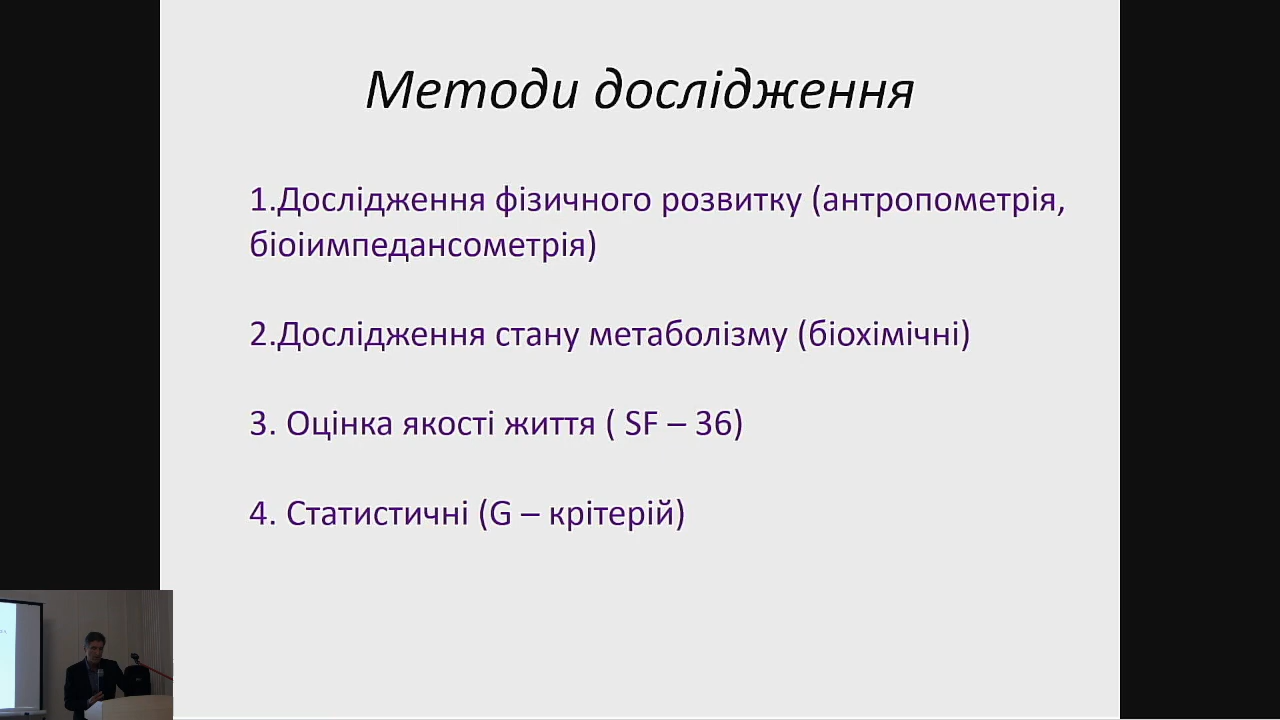 Методи дослідження
1.Дослідження фізичного розвитку (антропометрія,
біоіимпедансометрія)
2.Дослідження стану метаболізму (біохімічні)
3. Оцінка якості життя ( SF – 36)
4. Статистичні (G – крітерій)